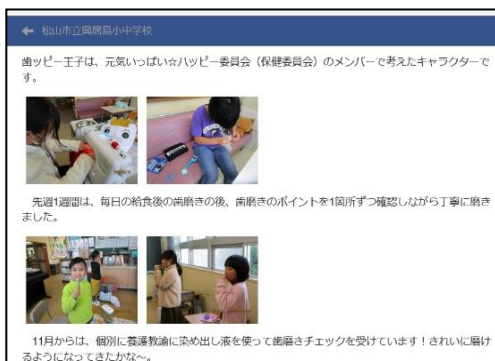 ← 松山市立興居島小中学校
歯ッピー王子は、元気いっぱい☆ハッピー委員会（保健委員会）のメンバーで考えたキャラクターで
す。
先週1週間は、毎日の給食後の歯磨きの後、歯磨きのポイントを1箇所ずつ確認しながら丁寧に磨き
ました。
11月からは、個別に養護教諭に染め出し液を使って歯磨きチェックを受けています！きれいに磨け
るようになってきたかな～。